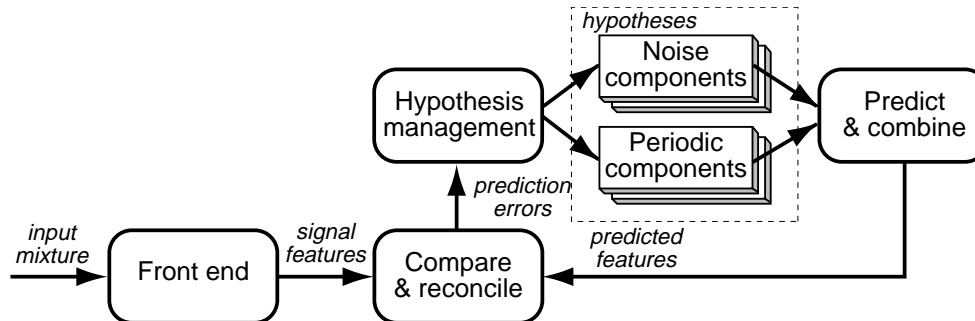 hypotheses
Noise
components
Periodic
components
Hypothesis
management
Predict
& combine
prediction
errors
input
mixture
Front end
signal
features
Compare
& reconcile
predicted
features